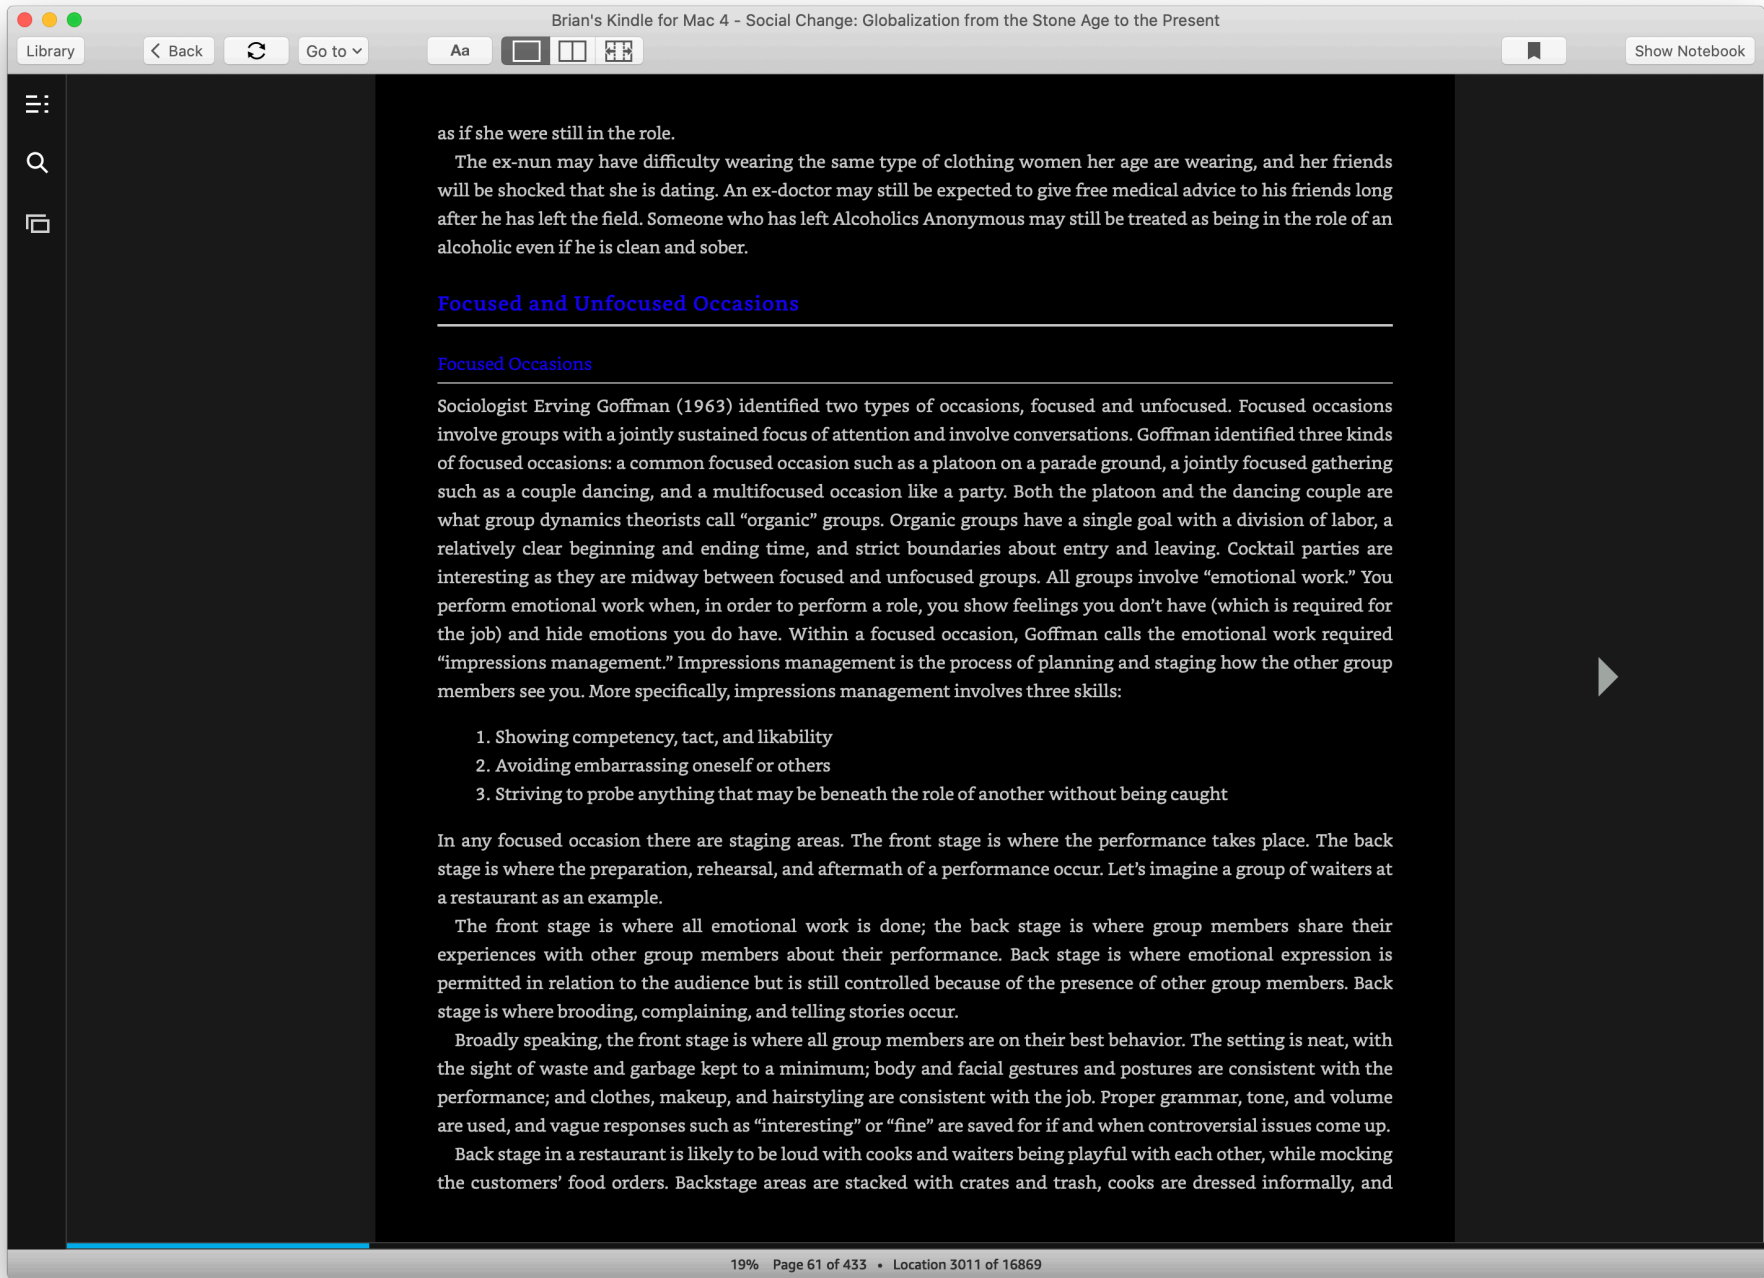 Brian's Kindle for Mac 4 - Social Change: Globalization from the Stone Age to the Present
Library
Back
Go to
Aa
Show Notebook
as if she were still in the role.
The ex-nun may have difficulty wearing the same type of clothing women her age are wearing, and her friends
will be shocked that she is dating. An ex-doctor may still be expected to give free medical advice to his friends long
after he has left the field. Someone who has left Alcoholics Anonymous may still be treated as being in the role of an
alcoholic even if he is clean and sober.
Focused and Unfocused Occasions
Focused Occasions
Sociologist Erving Goffman (1963) identified two types of occasions, focused and unfocused. Focused occasions
involve groups with a jointly sustained focus of attention and involve conversations. Goffman identified three kinds
of focused occasions: a common focused occasion such as a platoon on a parade ground, a jointly focused gathering
such as a couple dancing, and a multifocused occasion like a party. Both the platoon and the dancing couple are
what group dynamics theorists call “organic” groups. Organic groups have a single goal with a division of labor, a
relatively clear beginning and ending time, and strict boundaries about entry and leaving. Cocktail parties are
interesting as they are midway between focused and unfocused groups. All groups involve “emotional work.” You
perform emotional work when, in order to perform a role, you show feelings you don’t have (which is required for
the job) and hide emotions you do have. Within a focused occasion, Goffman calls the emotional work required
“impressions management.” Impressions management is the process of planning and staging how the other group
members see you. More specifically, impressions management involves three skills:
1. Showing competency, tact, and likability
2. Avoiding embarrassing oneself or others
3. Striving to probe anything that may be beneath the role of another without being caught
In any focused occasion there are staging areas. The front stage is where the performance takes place. The back
stage is where the preparation, rehearsal, and aftermath of a performance occur. Let’s imagine a group of waiters at
a restaurant as an example.
The front stage is where all emotional work is done; the back stage is where group members share their
experiences with other group members about their performance. Back stage is where emotional expression is
permitted in relation to the audience but is still controlled because of the presence of other group members. Back
stage is where brooding, complaining, and telling stories occur.
Broadly speaking, the front stage is where all group members are on their best behavior. The setting is neat, with
the sight of waste and garbage kept to a minimum; body and facial gestures and postures are consistent with the
performance; and clothes, makeup, and hairstyling are consistent with the job. Proper grammar, tone, and volume
are used, and vague responses such as “interesting” or “fine” are saved for if and when controversial issues come up.
Back stage in a restaurant is likely to be loud with cooks and waiters being playful with each other, while mocking
the customers’ food orders. Backstage areas are stacked with crates and trash, cooks are dressed informally, and
19% Page 61 of 433 • Location 3011 of 16869